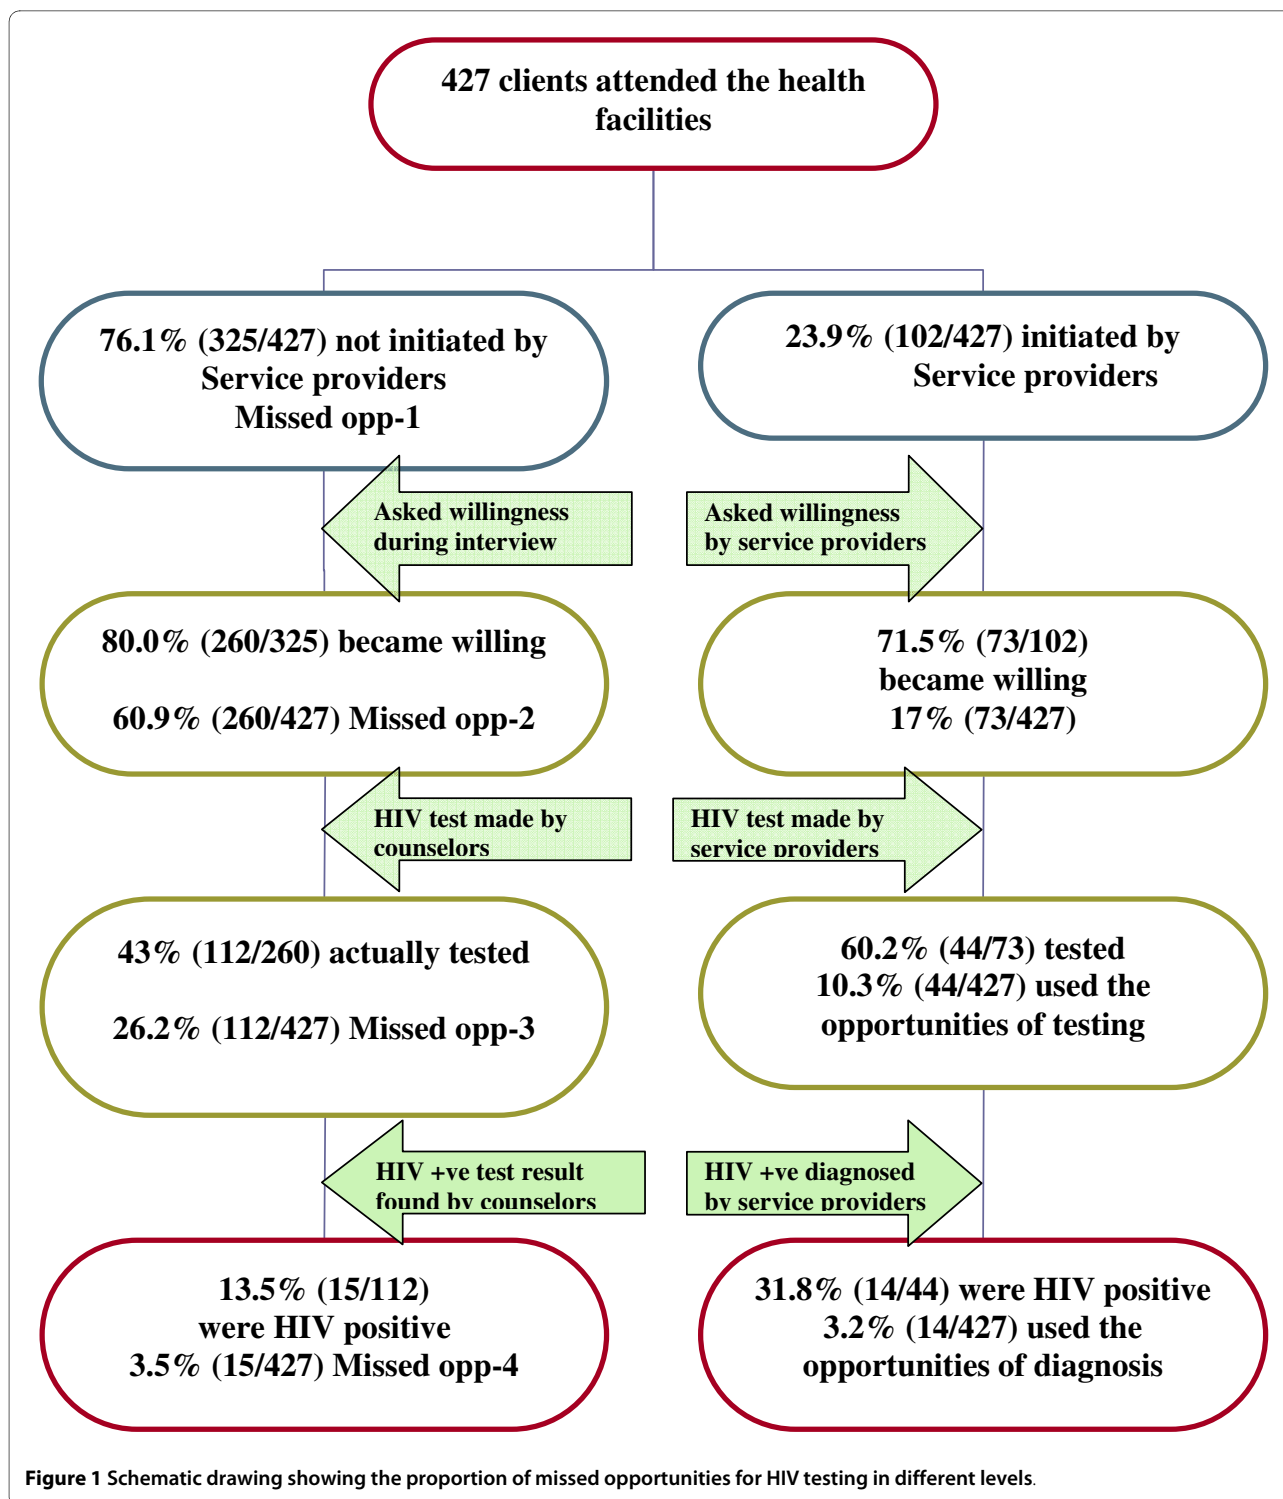 427 clients attended the health
facilities
76.1% (325/427) not initiated by
Service providers
Missed opp-1
23.9% (102/427) initiated by
Service providers
Asked willingness
during interview
Asked willingness
by service providers
80.0% (260/325) became willing
60.9% (260/427) Missed opp-2
71.5% (73/102)
became willing
17% (73/427)
HIV test made by
counselors
HIV test made by
service providers
43% (112/260) actually tested
26.2% (112/427) Missed opp-3
60.2% (44/73) tested
10.3% (44/427) used the
opportunities of testing
HIV +ve test result
found by counselors
HIV +ve diagnosed
by service providers
13.5% (15/112)
were HIV positive
3.5% (15/427) Missed opp-4
31.8% (14/44) were HIV positive
3.2% (14/427) used the
opportunities of diagnosis
Figure 1 Schematic drawing showing the proportion of missed opportunities for HIV testing in different levels.